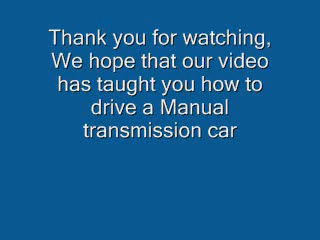 Thank you for watching,
We hope that our video
has taught you how to
drive a Manual
transmission car